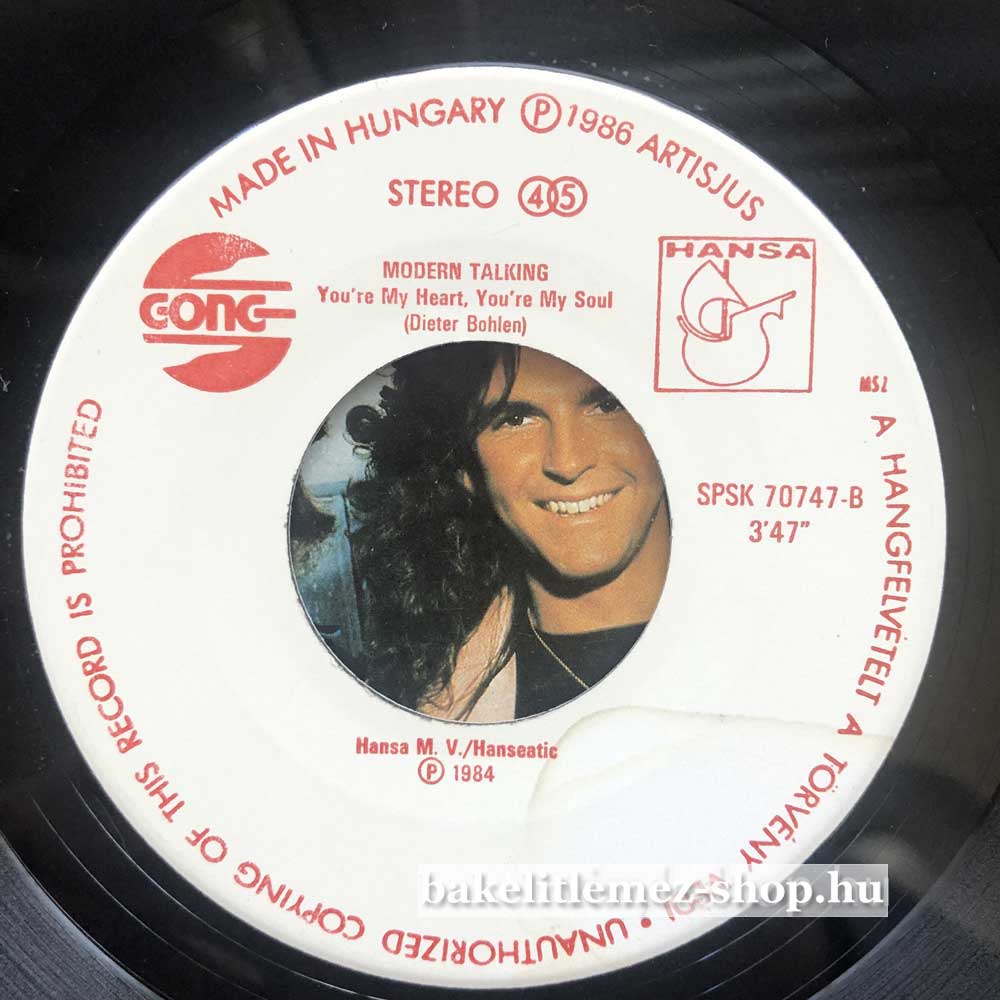 MADE IN HUNGARY Ⓟ 1986 ARTISJUS
STEREO 45
HANSA
GONG
MODERN TALKING
You're My Heart, You're My Soul
(Dieter Bohlen)
MSZ
SPSK 70747-B
3'47"
Hansa M. V./Hanseatic
Ⓟ 1984
A HANGFELVÉTELT A TÖRVÉNY
• UNAUTHORIZED COPYING OF THIS RECORD IS PROHIBITED
bakelitlemez-shop.hu